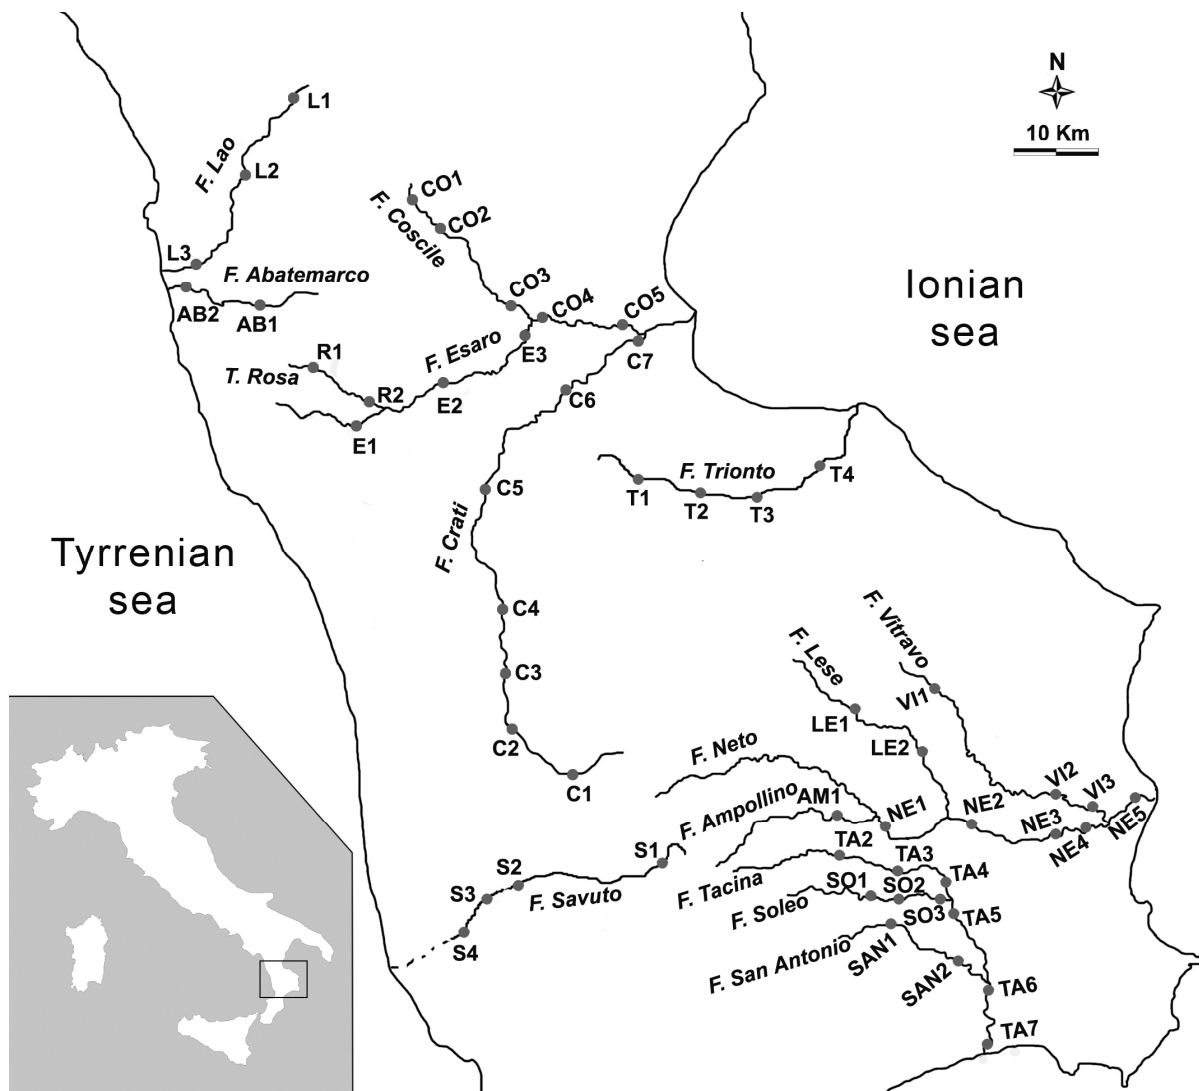 N
10 Km
L1
F. Lao
L2
L3
F. Abatemarco
AB2
AB1
CO1
F. Coscile
CO2
CO3
CO4
CO5
Ionian
sea
R1
T. Rosa
R2
F. Esaro
E3
E2
E1
C7
C6
C5
F. Crati
C4
C3
C2
C1
F. Trionto
T1
T2
T3
T4
Tyrrenian
sea
F. Vitravo
F. Lese
VI1
LE1
LE2
VI2
VI3
F. Neto
AM1
NE1
NE2
NE3
NE4
NE5
F. Ampollino
S1
S2
S3
F. Savuto
S4
TA2
TA3
TA4
F. Tacina
SO1
SO2
F. Soleo
SO3
TA5
F. San Antonio
SAN1
SAN2
TA6
TA7